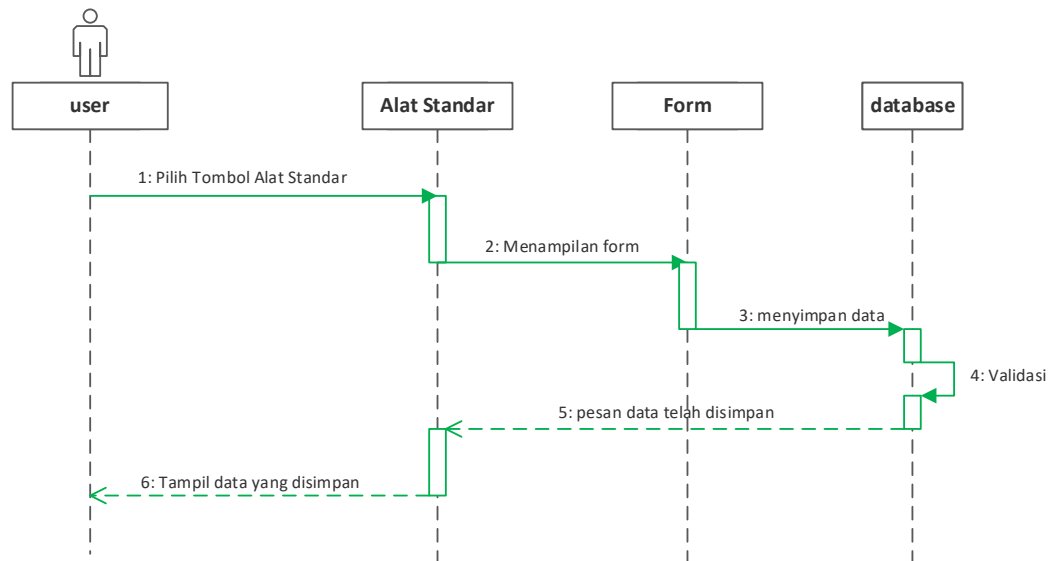 user
Alat Standar
Form
database
1: Pilih Tombol Alat Standar
2: Menampilan form
3: menyimpan data
4: Validasi
5: pesan data telah disimpan
6: Tampil data yang disimpan